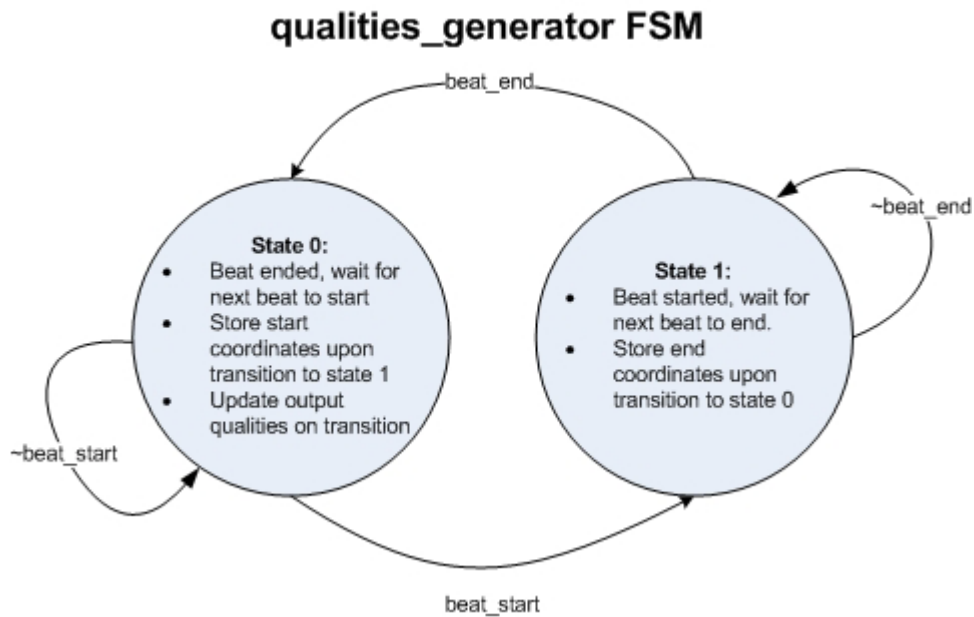 qualities_generator FSM
beat_end
~beat_end
State 0:
• Beat ended, wait for
next beat to start
• Store start
coordinates upon
transition to state 1
• Update output
qualities on transition
State 1:
• Beat started, wait for
next beat to end.
• Store end
coordinates upon
transition to state 0
~beat_start
beat_start